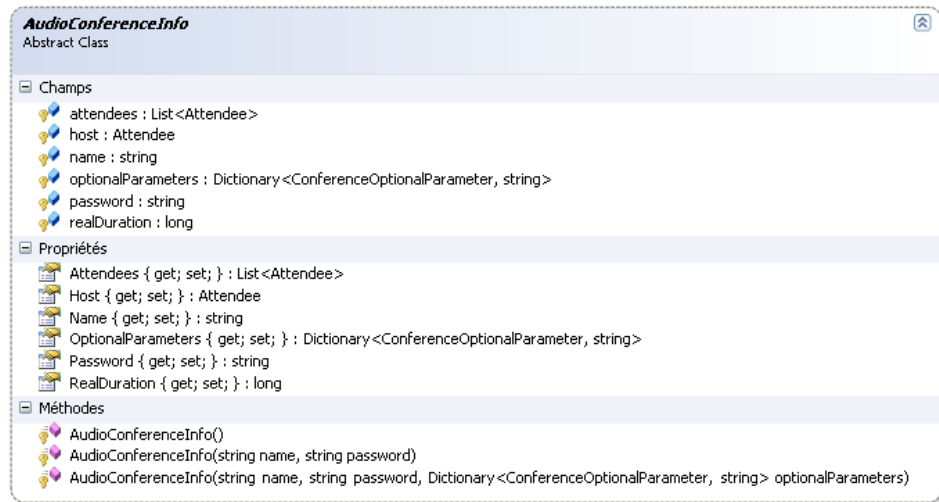 AudioConferenceInfo
Abstract Class
Champs
attendees : List<Attendee>
host : Attendee
name : string
optionalParameters : Dictionary<ConferenceOptionalParameter, string>
password : string
realDuration : long
Propriétés
Attendees { get; set; } : List<Attendee>
Host { get; set; } : Attendee
Name { get; set; } : string
OptionalParameters { get; set; } : Dictionary<ConferenceOptionalParameter, string>
Password { get; set; } : string
RealDuration { get; set; } : long
Méthodes
AudioConferenceInfo()
AudioConferenceInfo(string name, string password)
AudioConferenceInfo(string name, string password, Dictionary<ConferenceOptionalParameter, string> optionalParameters)